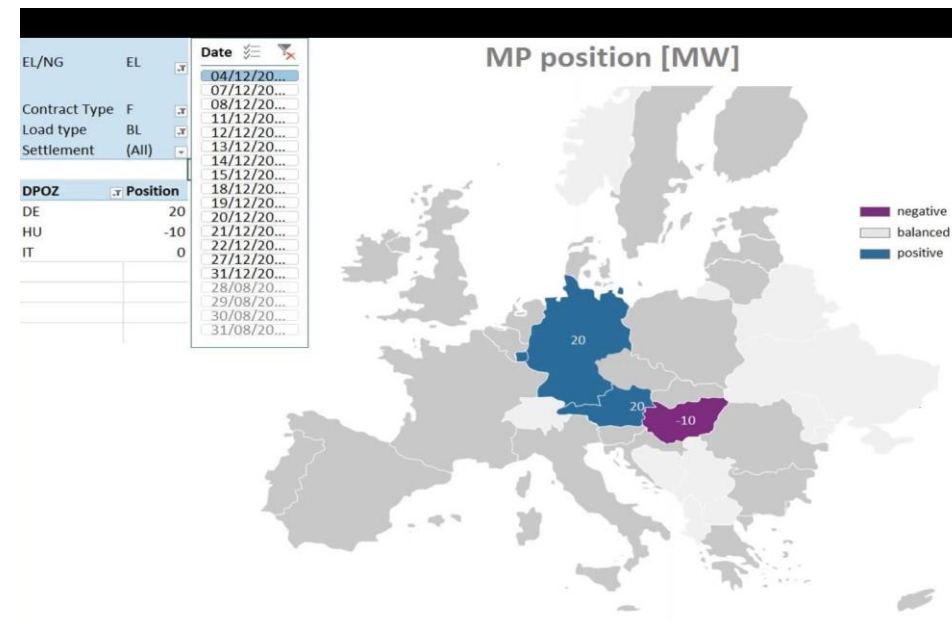 MP position [MW]
EL/NG EL
Contract Type F
Load type BL
Settlement (All)
DPOZ Position
DE 20
HU -10
IT 0
Date
04/12/20...
07/12/20...
08/12/20...
11/12/20...
12/12/20...
13/12/20...
14/12/20...
15/12/20...
18/12/20...
19/12/20...
20/12/20...
21/12/20...
22/12/20...
27/12/20...
31/12/20...
28/08/20...
29/08/20...
30/08/20...
31/08/20...
negative
balanced
positive
20
20
-10